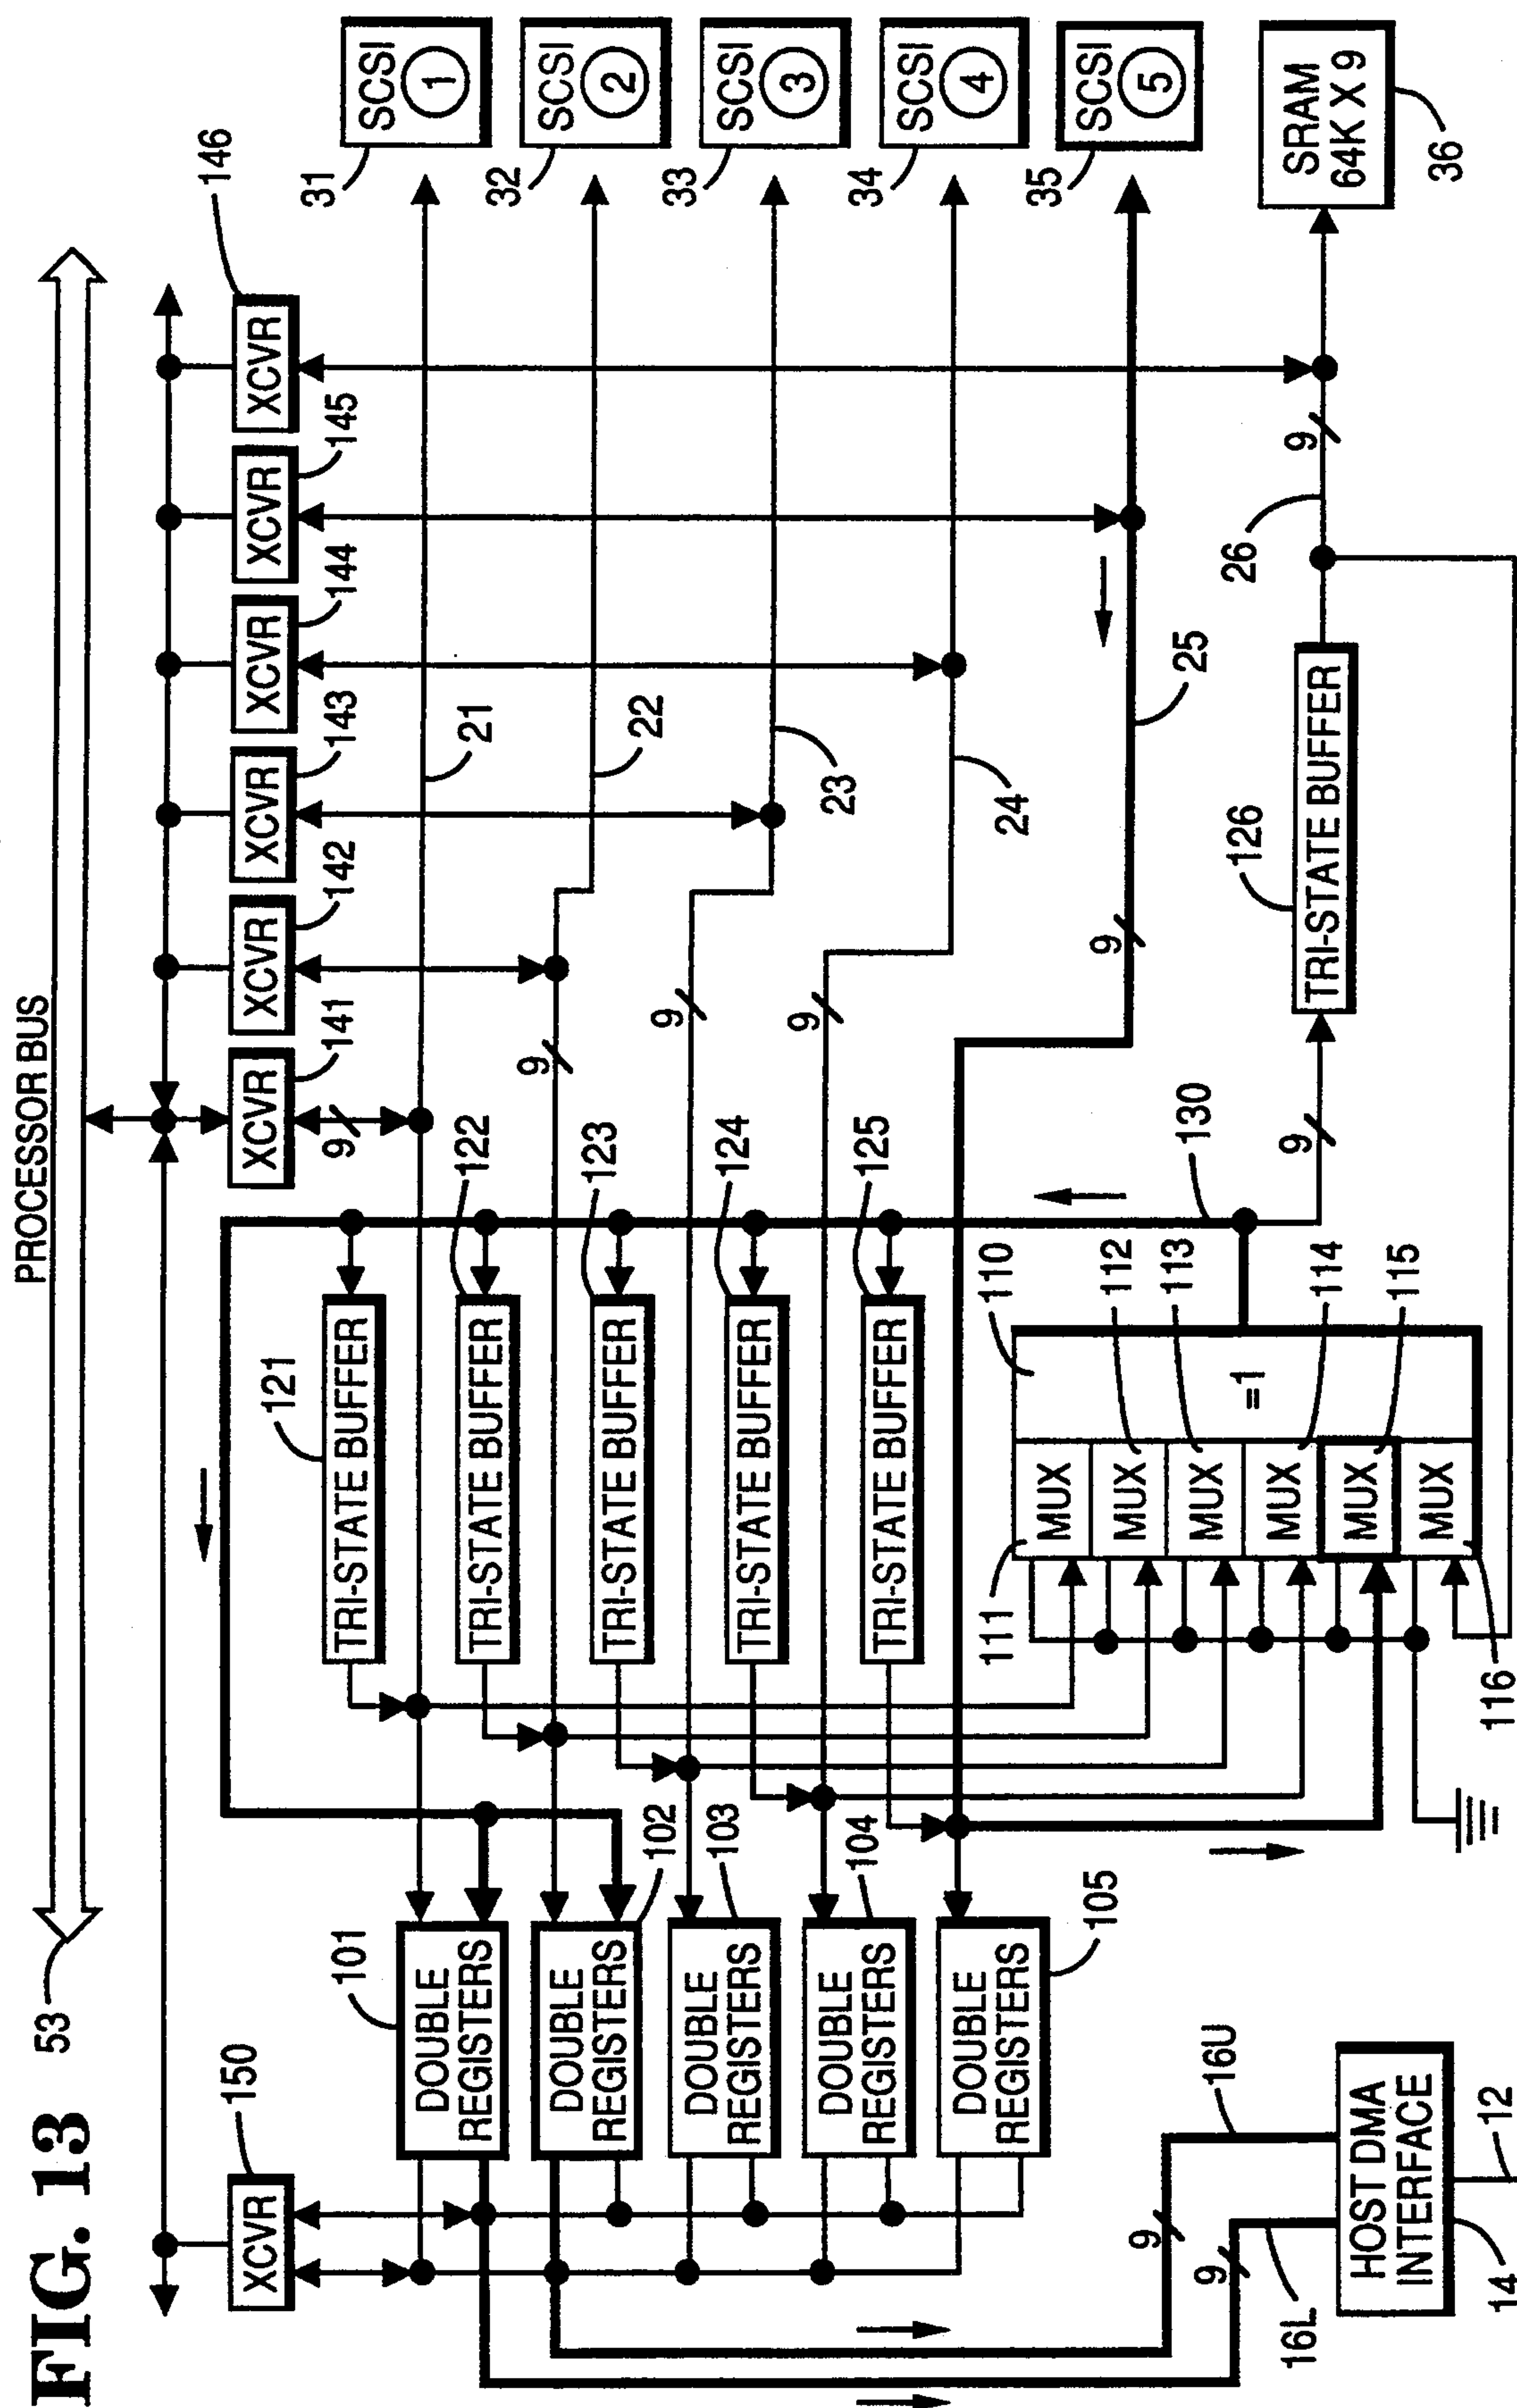 FIG. 13
PROCESSOR BUS
53
150
XCVR
XCVR
XCVR
XCVR
XCVR
XCVR
XCVR
141
142
143
144
145
146
9
101
DOUBLE
REGISTERS
102
DOUBLE
REGISTERS
103
DOUBLE
REGISTERS
104
DOUBLE
REGISTERS
105
DOUBLE
REGISTERS
121
TRI-STATE BUFFER
122
TRI-STATE BUFFER
123
TRI-STATE BUFFER
124
TRI-STATE BUFFER
125
TRI-STATE BUFFER
21
22
23
24
25
9
9
9
9
31
SCSI
1
32
SCSI
2
33
SCSI
3
34
SCSI
4
35
SCSI
5
130
110
=1
111
MUX
MUX
MUX
MUX
MUX
MUX
112
113
114
115
116
9
126
TRI-STATE BUFFER
26
9
SRAM
64K X 9
36
16U
9
16L
9
HOST DMA
INTERFACE
14
12